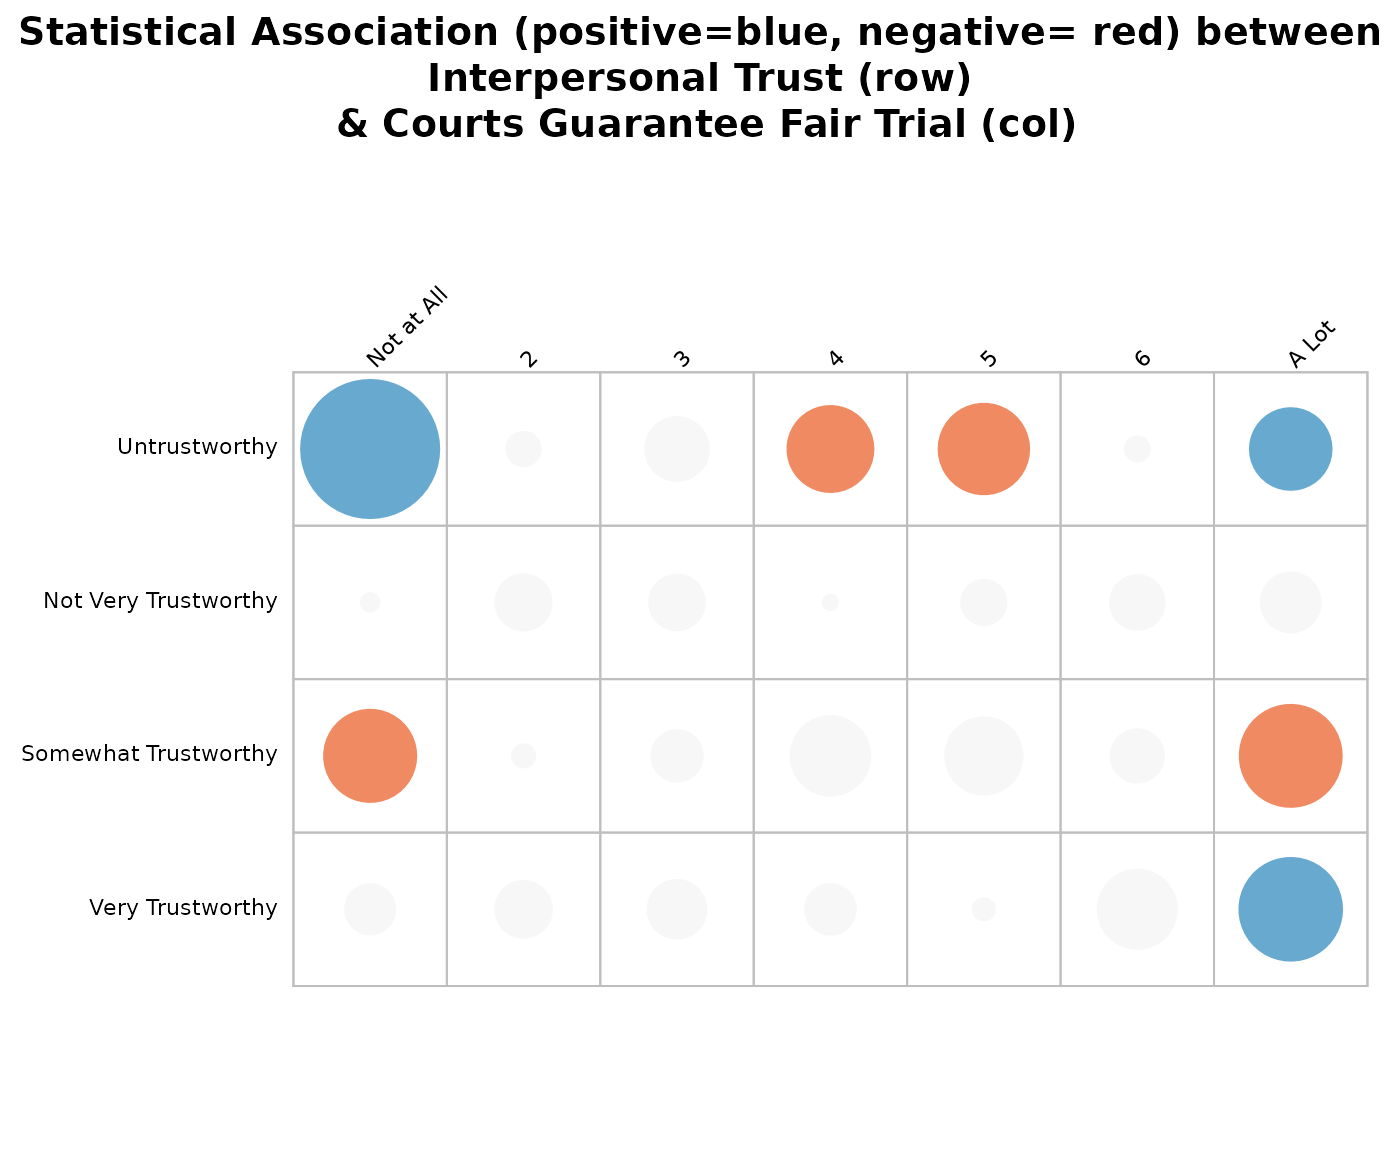 Statistical Association (positive=blue, negative= red) between
Interpersonal Trust (row)
& Courts Guarantee Fair Trial (col)
Not at All
2
3
4
5
6
A Lot
Untrustworthy
Not Very Trustworthy
Somewhat Trustworthy
Very Trustworthy